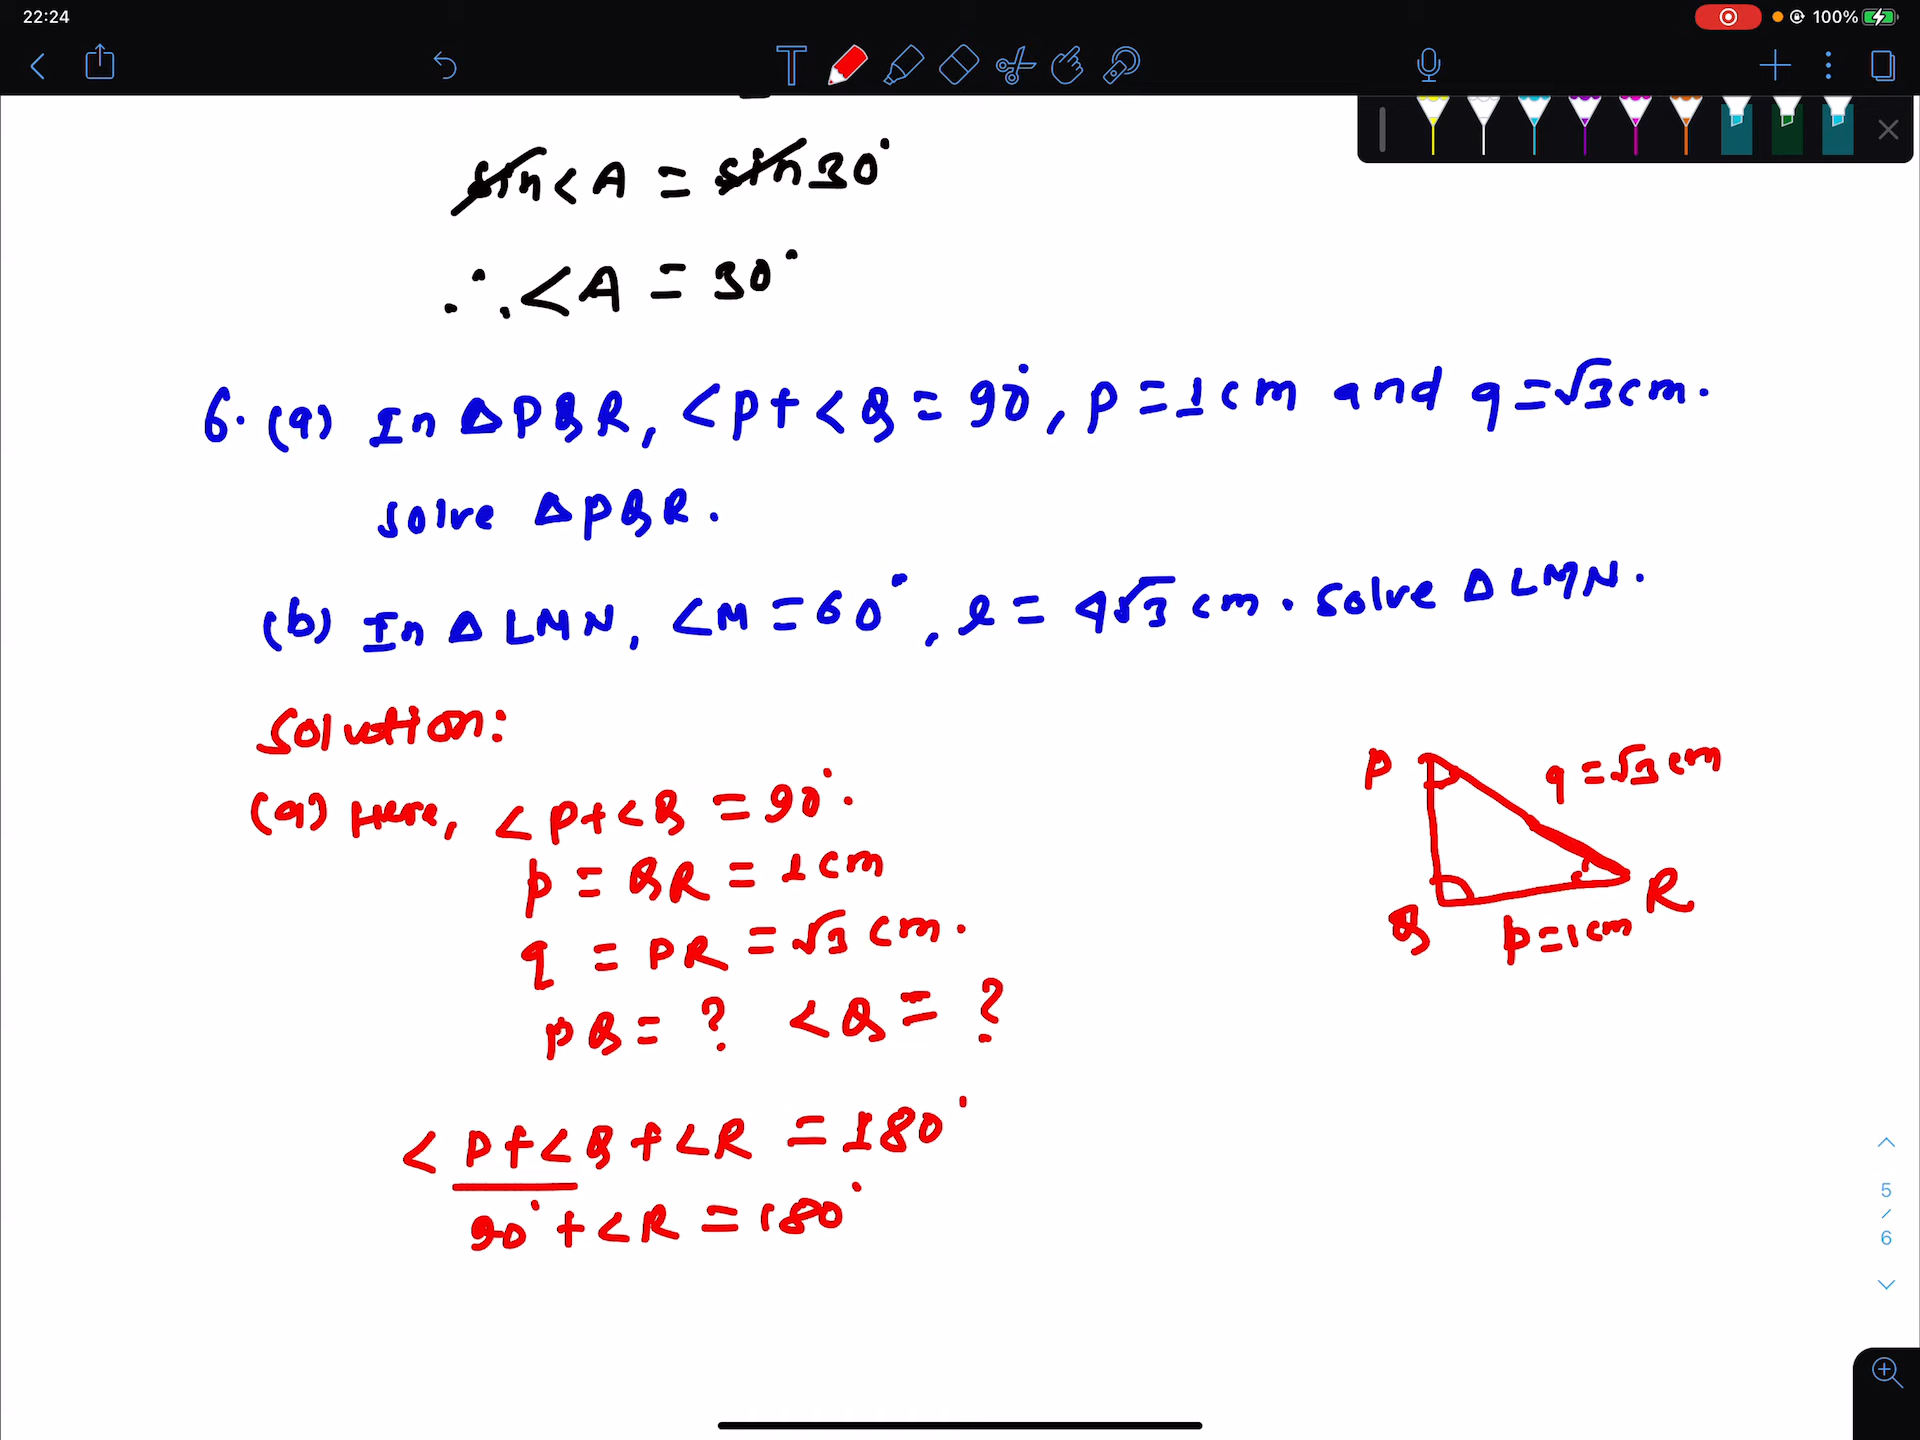 22:24
100%
sin<A = sin30°
∴ <A = 30°
6. (a) In ΔPQR, <P+<Q = 90°, p = 1cm and q = √3cm.
solve ΔPQR.
(b) In Δ LMN, <M = 60°, l = 4√3 cm. solve Δ LMN.
Solution:
(a) Here, <P+<Q = 90°.
p = QR = 1cm
q = PR = √3 cm.
PQ = ? <Q = ?
<P+<Q+<R = 180°
90°+<R = 180°
P
q = √3 cm
R
Q
p=1cm
5
/
6